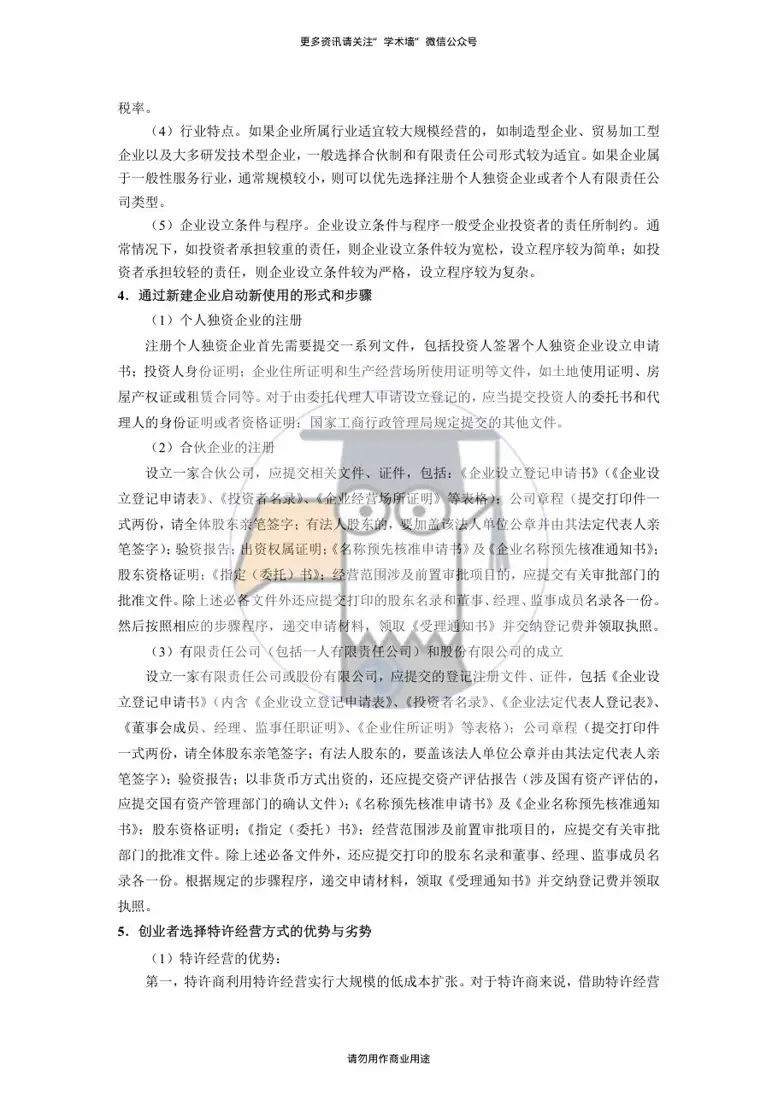 更多资讯请关注“学术墙”微信公众号
税率。
（4）行业特点。如果企业所属行业适宜较大规模经营的，如制造型企业、贸易加工型
企业以及大多研发技术型企业，一般选择合伙制和有限责任公司形式较为适宜。如果企业属
于一般性服务行业，通常规模较小，则可以优先选择注册个人独资企业或者个人有限责任公
司类型。
（5）企业设立条件与程序。企业设立条件与程序一般受企业投资者的责任所制约。通
常情况下，如投资者承担较重的责任，则企业设立条件较为宽松，设立程序较为简单；如投
资者承担较轻的责任，则企业设立条件较为严格，设立程序较为复杂。
4．通过新建企业启动新使用的形式和步骤
（1）个人独资企业的注册
注册个人独资企业首先需要提交一系列文件，包括投资人签署个人独资企业设立申请
书；投资人身份证明；企业住所证明和生产经营场所使用证明等文件，如土地使用证明、房
屋产权证或租赁合同等。对于由委托代理人申请设立登记的，应当提交投资人的委托书和代
理人的身份证明或者资格证明；国家工商行政管理局规定提交的其他文件。
（2）合伙企业的注册
设立一家合伙公司，应提交相关文件、证件，包括：《企业设立登记申请书》（《企业设
立登记申请表》、《投资者名录》、《企业经营场所证明》等表格）；公司章程（提交打印件一
式两份，请全体股东亲笔签字；有法人股东的，要加盖该法人单位公章并由其法定代表人亲
笔签字）；验资报告；出资权属证明；《名称预先核准申请书》及《企业名称预先核准通知书》；
股东资格证明；《指定（委托）书》；经营范围涉及前置审批项目的，应提交有关审批部门的
批准文件。除上述必备文件外还应提交打印的股东名录和董事、经理、监事成员名录各一份。
然后按照相应的步骤程序，递交申请材料，领取《受理通知书》并交纳登记费并领取执照。
（3）有限责任公司（包括一人有限责任公司）和股份有限公司的成立
设立一家有限责任公司或股份有限公司，应提交的登记注册文件、证件，包括《企业设
立登记申请书》（内含《企业设立登记申请表》、《投资者名录》、《企业法定代表人登记表》、
《董事会成员、经理、监事任职证明》、《企业住所证明》等表格）；公司章程（提交打印件
一式两份，请全体股东亲笔签字；有法人股东的，要盖该法人单位公章并由其法定代表人亲
笔签字）；验资报告；以非货币方式出资的，还应提交资产评估报告（涉及国有资产评估的，
应提交国有资产管理部门的确认文件）；《名称预先核准申请书》及《企业名称预先核准通知
书》；股东资格证明；《指定（委托）书》；经营范围涉及前置审批项目的，应提交有关审批
部门的批准文件。除上述必备文件外，还应提交打印的股东名录和董事、经理、监事成员名
录各一份。根据规定的步骤程序，递交申请材料，领取《受理通知书》并交纳登记费并领取
执照。
5．创业者选择特许经营方式的优势与劣势
（1）特许经营的优势：
第一，特许商利用特许经营实行大规模的低成本扩张。对于特许商来说，借助特许经营
请勿用作商业用途